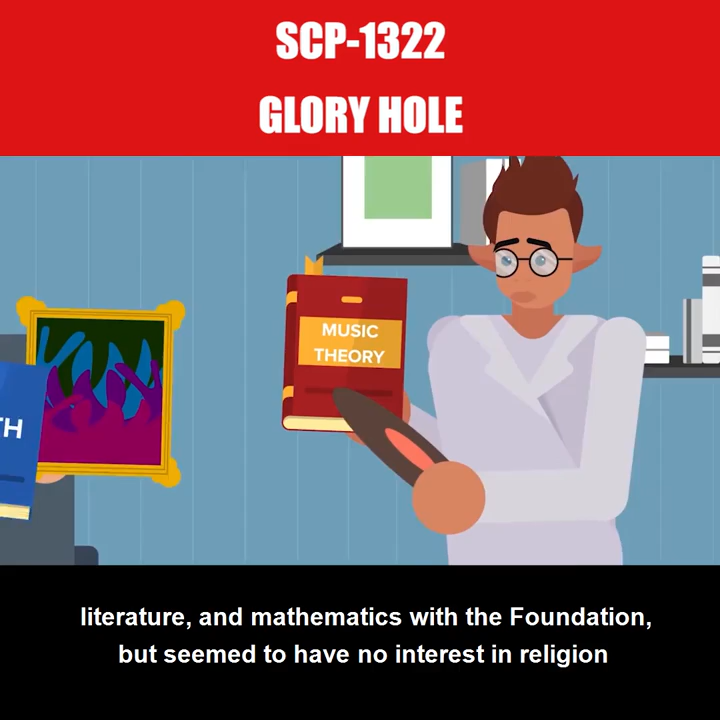 SCP-1322
GLORY HOLE
MUSIC
THEORY
TH
literature, and mathematics with the Foundation,
but seemed to have no interest in religion